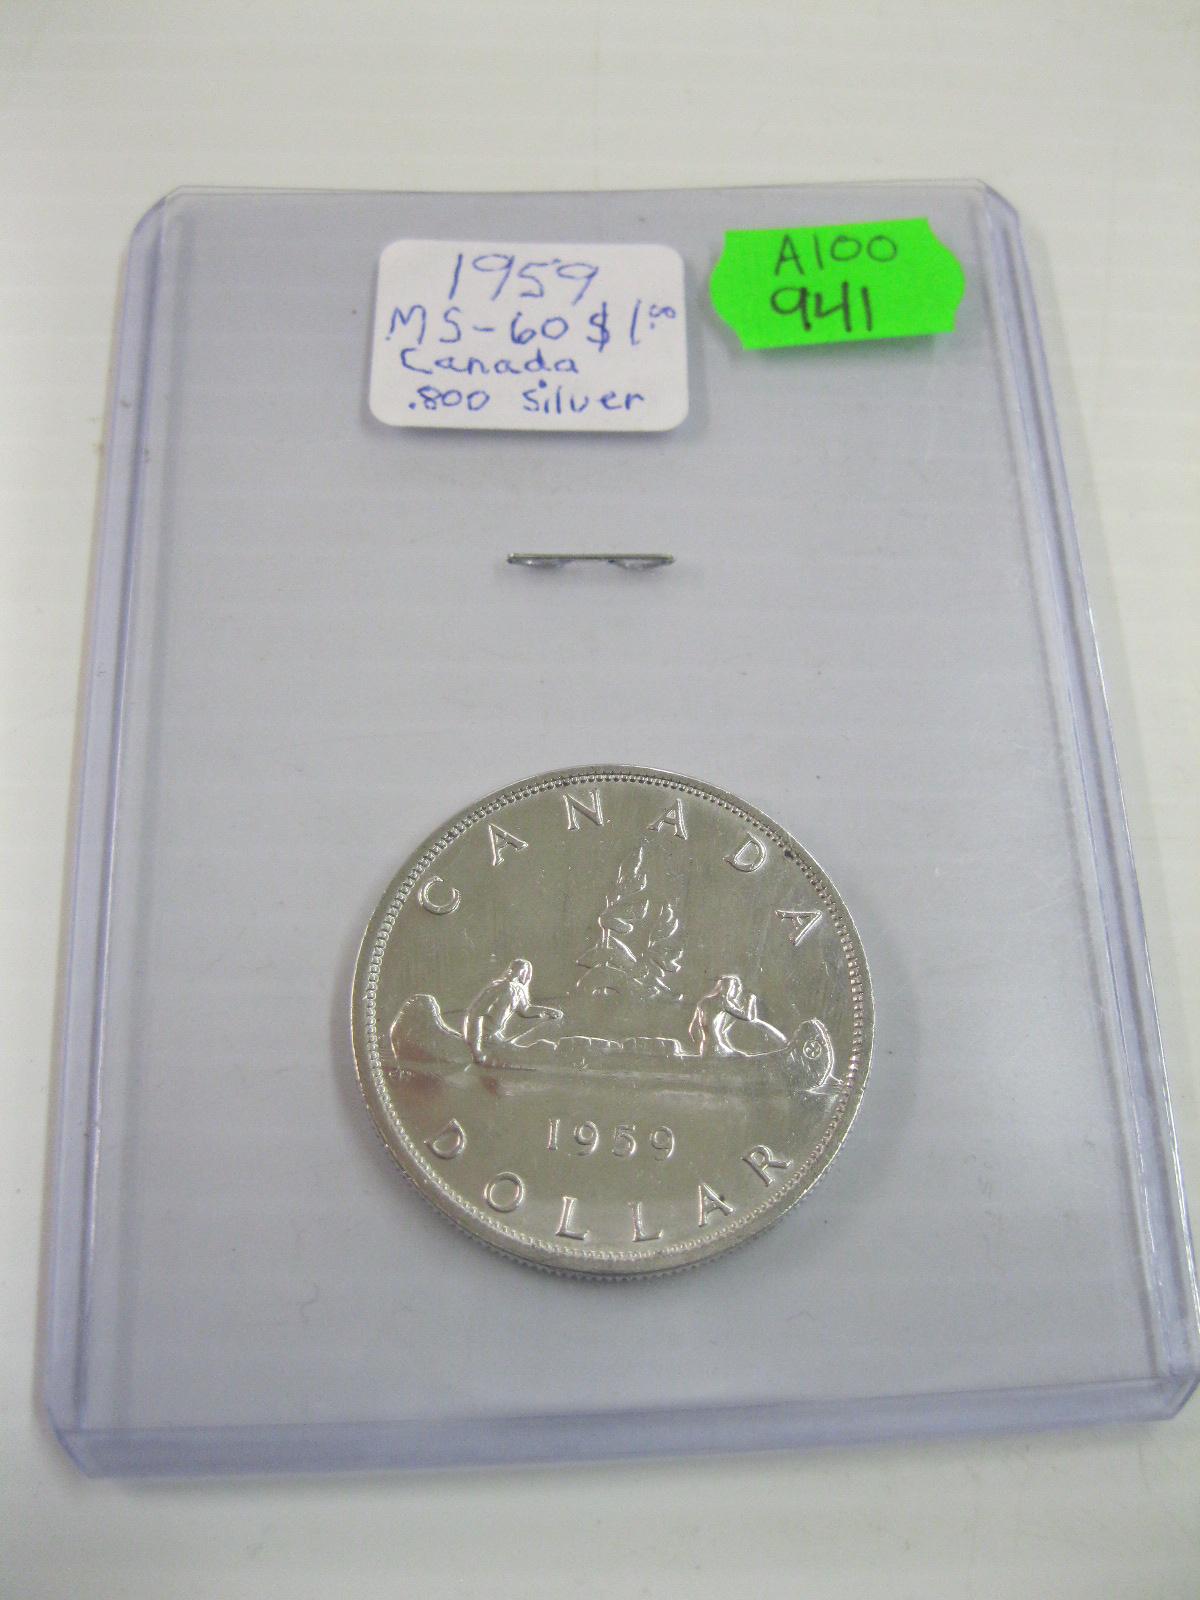 1959
MS-60 $1.00
Canada
.800 silver
A100
941
CANADA
1959
DOLLAR